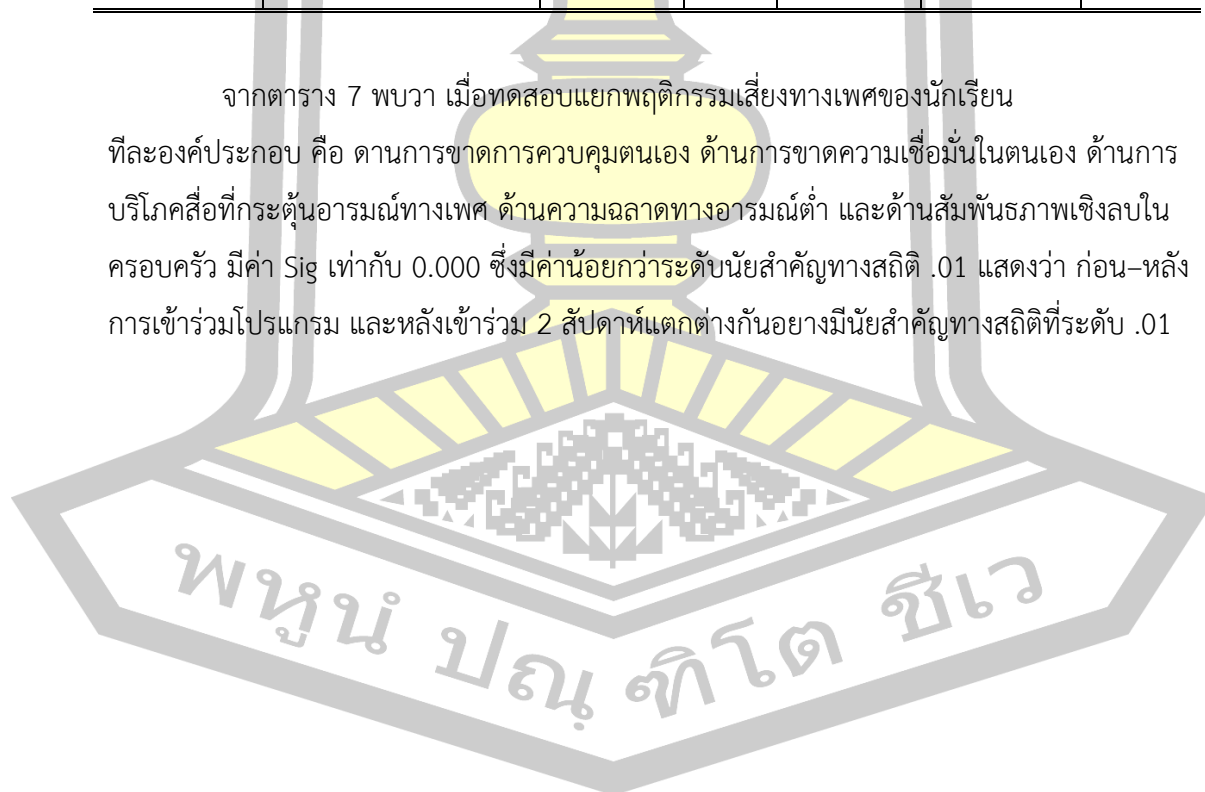 จากตาราง 7 พบวา เมื่อทดสอบแยกพฤติกรรมเสี่ยงทางเพศของนักเรียน
ทีละองค์ประกอบ คือ ดานการขาดการควบคุมตนเอง ด้านการขาดความเชื่อมั่นในตนเอง ด้านการ
บริโภคสื่อที่กระตุ้นอารมณ์ทางเพศ ด้านความฉลาดทางอารมณ์ต่ำ และด้านสัมพันธภาพเชิงลบใน
ครอบครัว มีค่า Sig เท่ากับ 0.000 ซึ่งมีค่าน้อยกว่าระดับนัยสำคัญทางสถิติ .01 แสดงว่า ก่อน–หลัง
การเข้าร่วมโปรแกรม และหลังเข้าร่วม 2 สัปดาห์แตกต่างกันอยางมีนัยสำคัญทางสถิติที่ระดับ .01
พหูนํ ปณฺฑิโต ชีเว